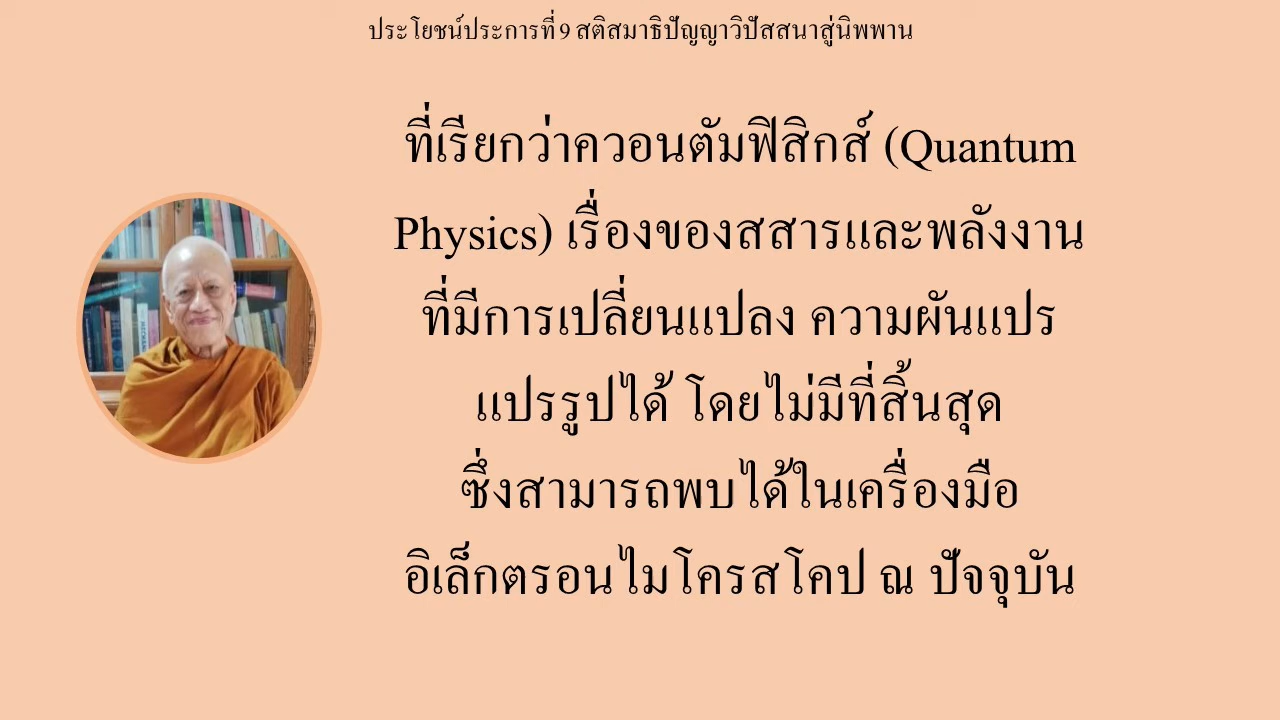 ประโยชน์ประการที่ 9 สติสมาธิปัญญาวิปัสสนาสู่นิพพาน
ที่เรียกว่าควอนตัมฟิสิกส์ (Quantum
Physics) เรื่องของสสารและพลังงาน
ที่มีการเปลี่ยนแปลง ความผันแปร
แปรรูปได้ โดยไม่มีที่สิ้นสุด
ซึ่งสามารถพบได้ในเครื่องมือ
อิเล็กตรอนไมโครสโคป ณ ปัจจุบัน